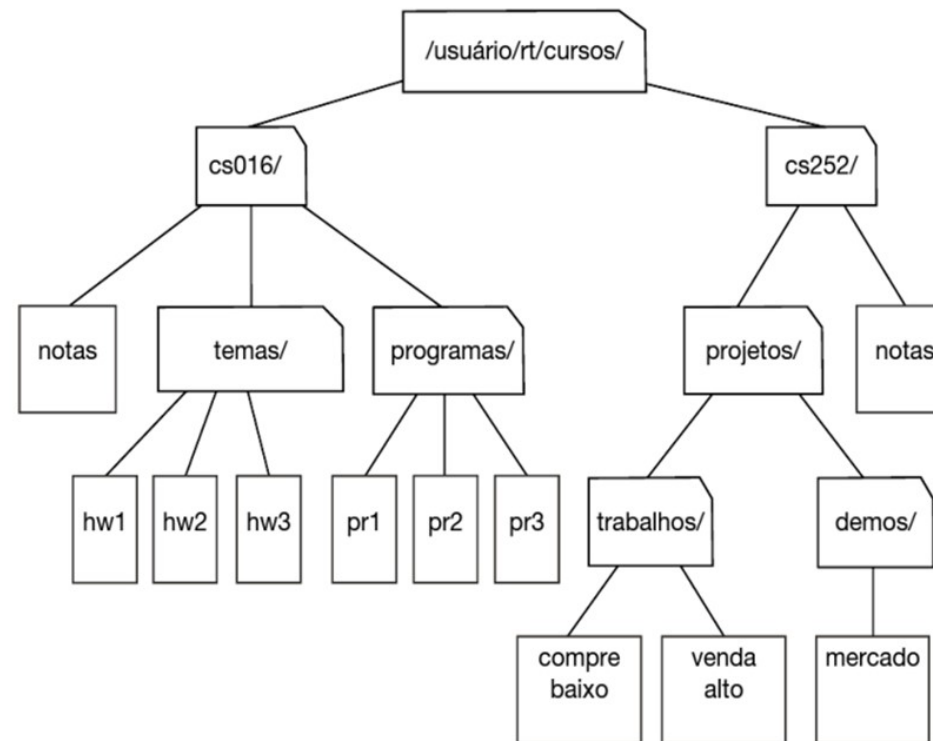 /usuário/rt/cursos/
cs016/
cs252/
notas
temas/
programas/
projetos/
notas
hw1
hw2
hw3
pr1
pr2
pr3
trabalhos/
demos/
compre
baixo
venda
alto
mercado